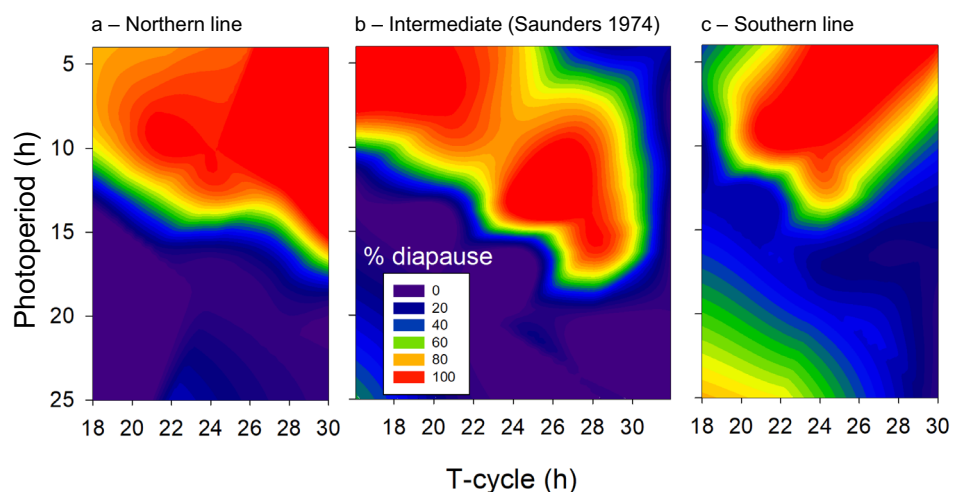 a – Northern line
b – Intermediate (Saunders 1974)
c – Southern line
Photoperiod (h)
5
10
15
20
25
% diapause
0
20
40
60
80
100
18 20 22 24 26 28 30
18 20 22 24 26 28 30 32
18 20 22 24 26 28 30
T-cycle (h)